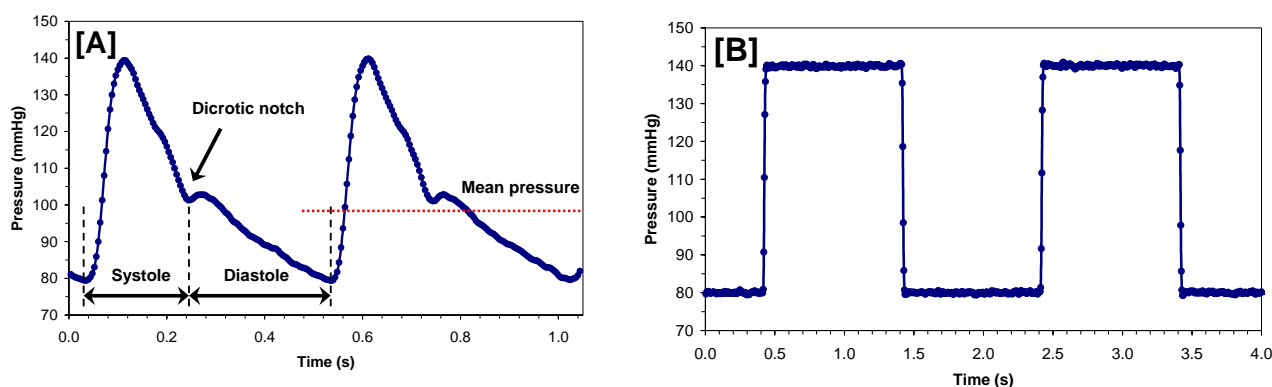 [A]
Pressure (mmHg)
150
140
130
120
110
100
90
80
70
Dicrotic notch
Mean pressure
Systole
Diastole
0.0 0.2 0.4 0.6 0.8 1.0
Time (s)
[B]
Pressure (mmHg)
150
140
130
120
110
100
90
80
70
0.0 0.5 1.0 1.5 2.0 2.5 3.0 3.5 4.0
Time (s)